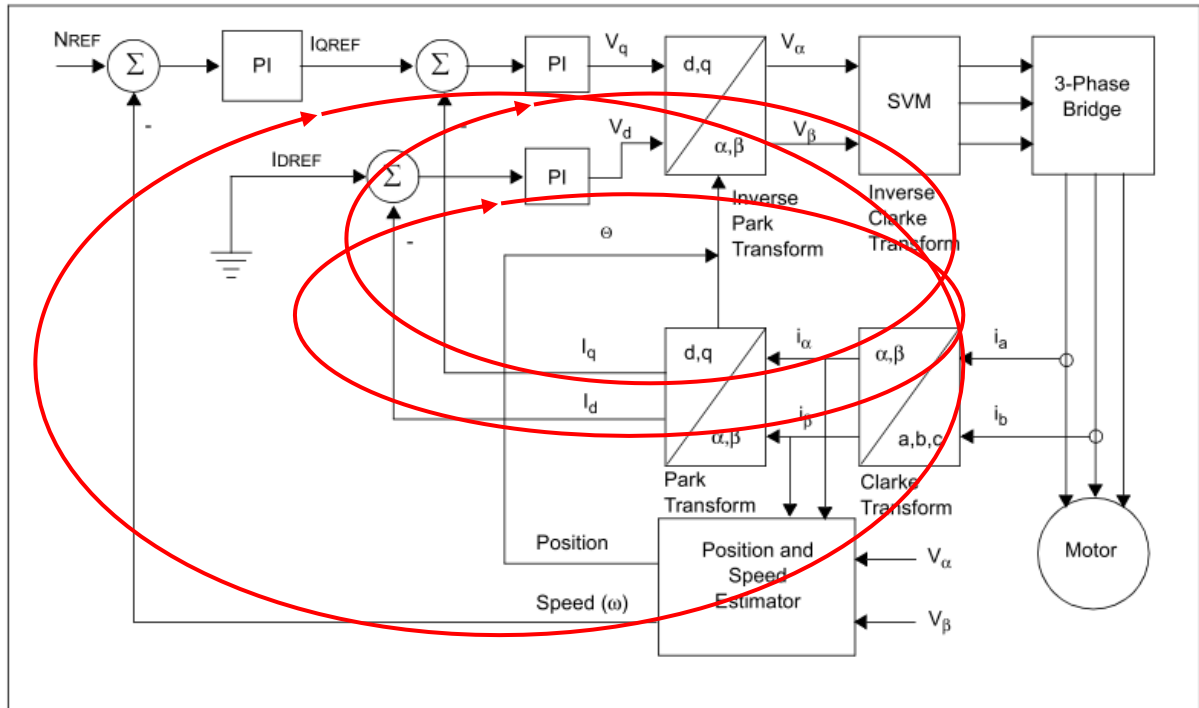 NREF
Σ
PI
IQREF
Σ
PI
Vq
d,q
α,β
Vα
Vβ
SVM
3-Phase
Bridge
-
-
IDREF
Σ
PI
Vd
-
Inverse
Park
Transform
Inverse
Clarke
Transform
Θ
Iq
Id
d,q
α,β
iα
iβ
α,β
a,b,c
ia
ib
Park
Transform
Clarke
Transform
Position
Speed (ω)
Position and
Speed
Estimator
Vα
Vβ
Motor